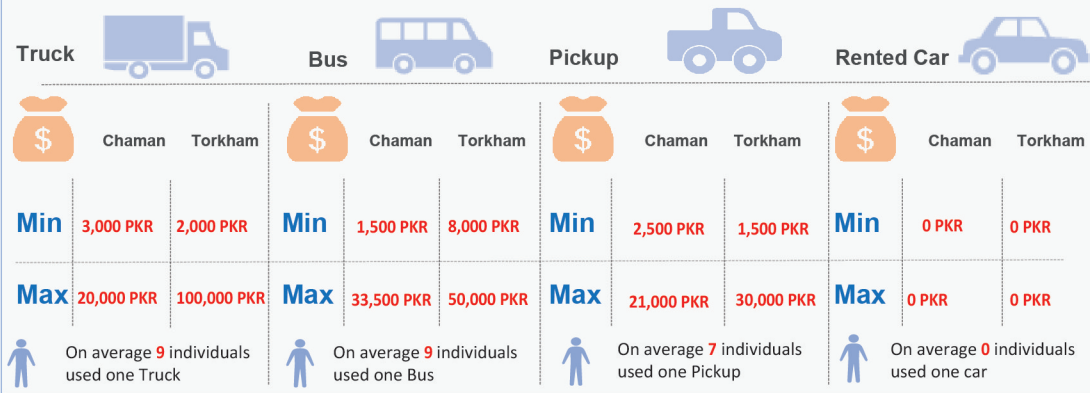 Truck
Bus
Pickup
Rented Car
$ Chaman Torkham
$ Chaman Torkham
$ Chaman Torkham
$ Chaman Torkham
Min 3,000 PKR 2,000 PKR
Min 1,500 PKR 8,000 PKR
Min 2,500 PKR 1,500 PKR
Min 0 PKR 0 PKR
Max 20,000 PKR 100,000 PKR
Max 33,500 PKR 50,000 PKR
Max 21,000 PKR 30,000 PKR
Max 0 PKR 0 PKR
On average 9 individuals
used one Truck
On average 9 individuals
used one Bus
On average 7 individuals
used one Pickup
On average 0 individuals
used one car